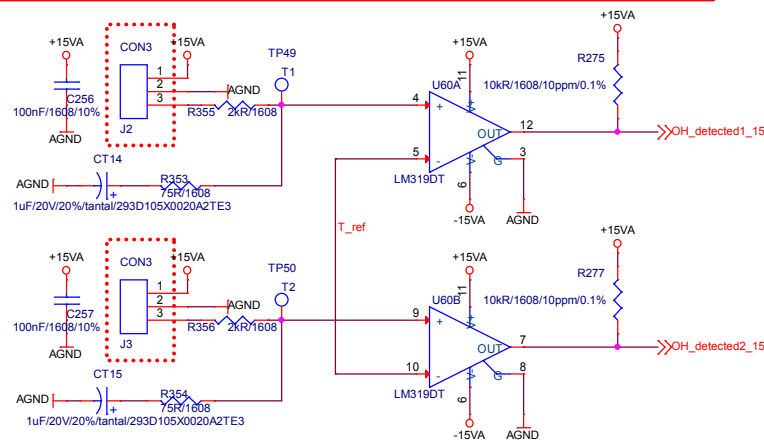 +15VA
+15VA
CON3
TP49
T1
1
2
3
AGND
C256
100nF/1608/10%
AGND
J2
R355
2kR/1608
CT14
AGND
+
R353
75R/1608
1uF/20V/20%/tantal/293D105X0020A2TE3
+15VA
11
U60A
V+
4
+
5
-
OUT
12
V-
G
3
6
LM319DT
-15VA
AGND
+15VA
R275
10kR/1608/10ppm/0.1%
OH_detected1_15
T_ref
+15VA
+15VA
CON3
TP50
T2
1
2
3
AGND
C257
100nF/1608/10%
AGND
J3
R356
2kR/1608
CT15
AGND
+
R354
75R/1608
1uF/20V/20%/tantal/293D105X0020A2TE3
+15VA
11
U60B
V+
9
+
10
-
OUT
7
V-
G
8
6
LM319DT
-15VA
AGND
+15VA
R277
10kR/1608/10ppm/0.1%
OH_detected2_15